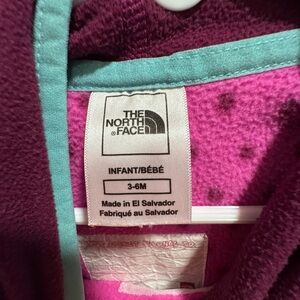 THE
NORTH
FACE
INFANT/BÉBÉ
3-6M
Made in El Salvador
Fabriqué au Salvador